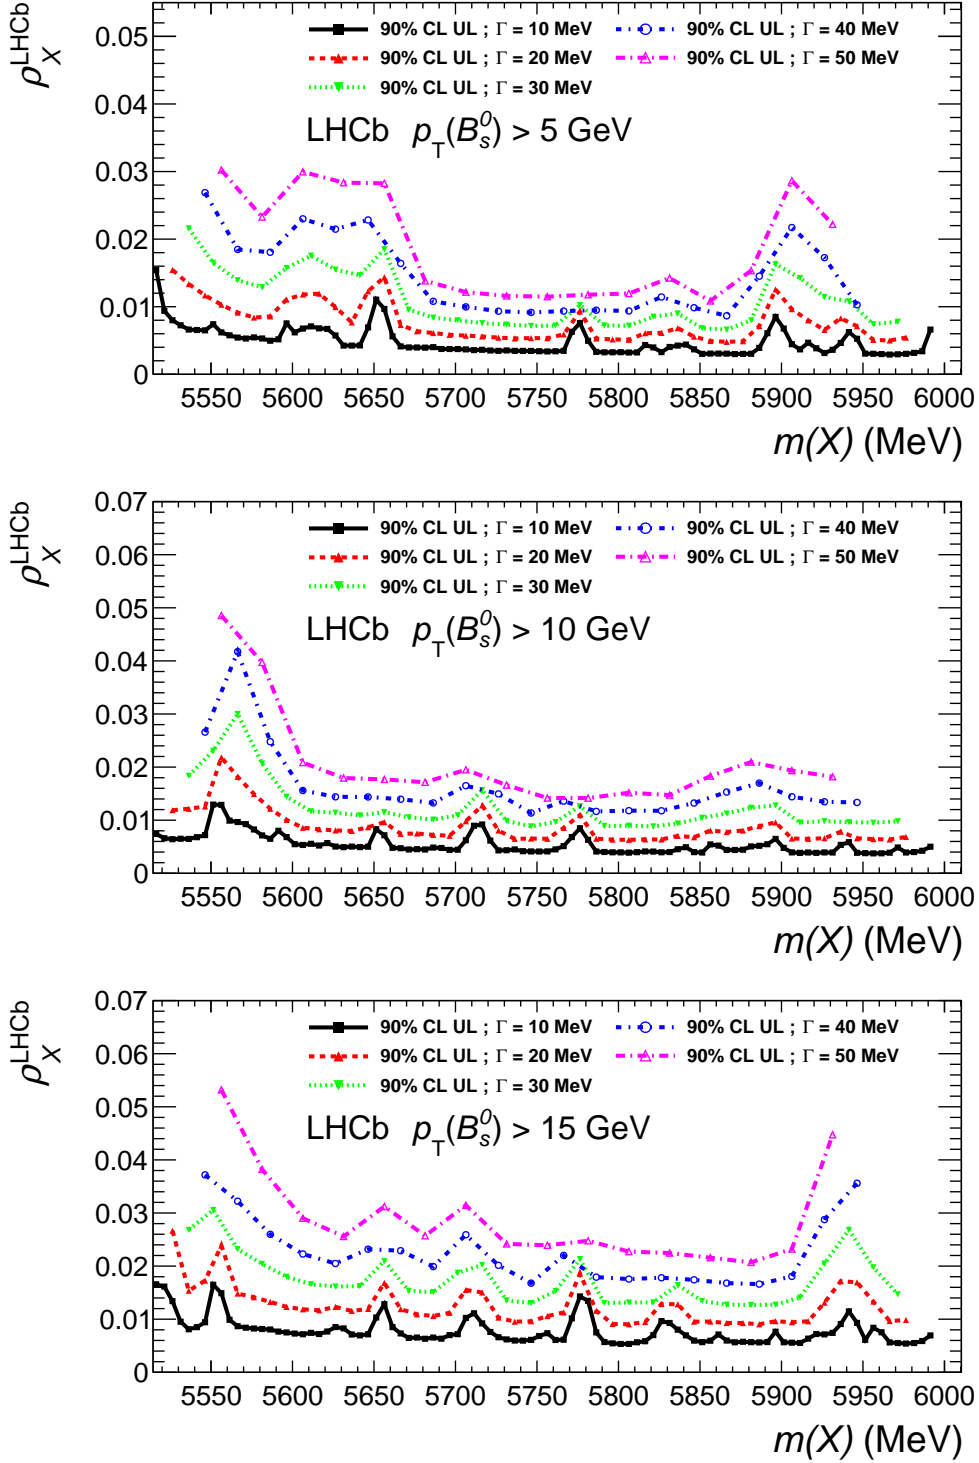 ρ_X^LHCb
0.05
0.04
0.03
0.02
0.01
0
90% CL UL ; Γ = 10 MeV
90% CL UL ; Γ = 20 MeV
90% CL UL ; Γ = 30 MeV
90% CL UL ; Γ = 40 MeV
90% CL UL ; Γ = 50 MeV
LHCb p_T(B_s^0) > 5 GeV
5550 5600 5650 5700 5750 5800 5850 5900 5950 6000
m(X) (MeV)
ρ_X^LHCb
0.07
0.06
0.05
0.04
0.03
0.02
0.01
0
90% CL UL ; Γ = 10 MeV
90% CL UL ; Γ = 20 MeV
90% CL UL ; Γ = 30 MeV
90% CL UL ; Γ = 40 MeV
90% CL UL ; Γ = 50 MeV
LHCb p_T(B_s^0) > 10 GeV
5550 5600 5650 5700 5750 5800 5850 5900 5950 6000
m(X) (MeV)
ρ_X^LHCb
0.07
0.06
0.05
0.04
0.03
0.02
0.01
0
90% CL UL ; Γ = 10 MeV
90% CL UL ; Γ = 20 MeV
90% CL UL ; Γ = 30 MeV
90% CL UL ; Γ = 40 MeV
90% CL UL ; Γ = 50 MeV
LHCb p_T(B_s^0) > 15 GeV
5550 5600 5650 5700 5750 5800 5850 5900 5950 6000
m(X) (MeV)